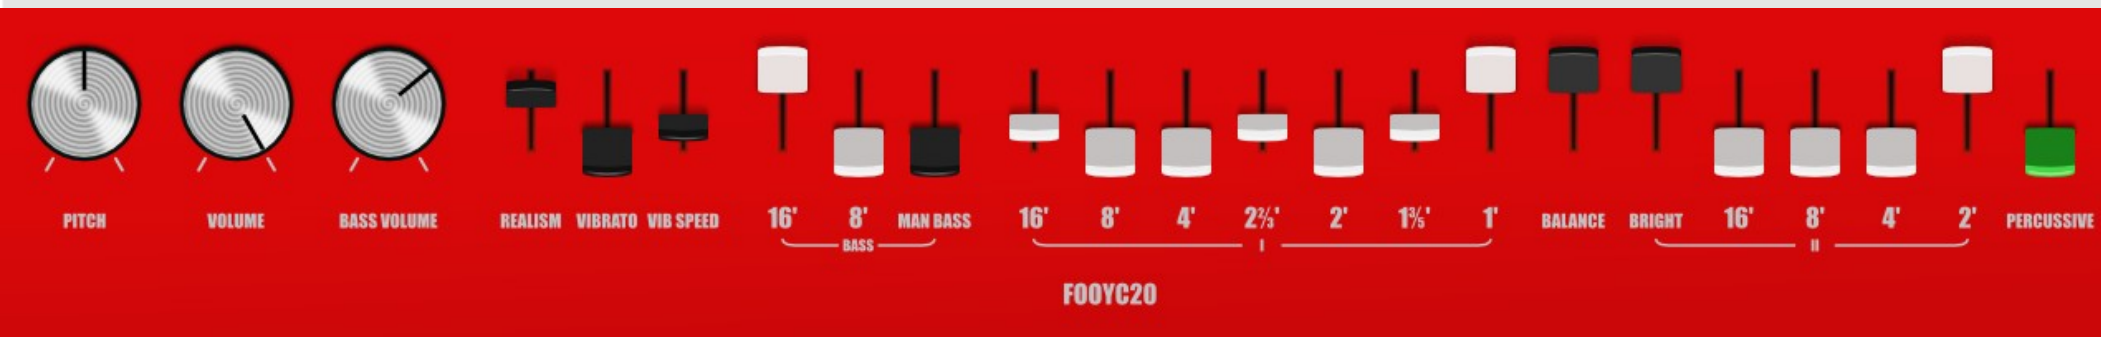 PITCH VOLUME BASS VOLUME REALISM VIBRATO VIB SPEED 16' 8' MAN BASS 16' 8' 4' 2⅔' 2' 1⅗' 1' BALANCE BRIGHT 16' 8' 4' 2' PERCUSSIVE
BASS I II
FOOYC20